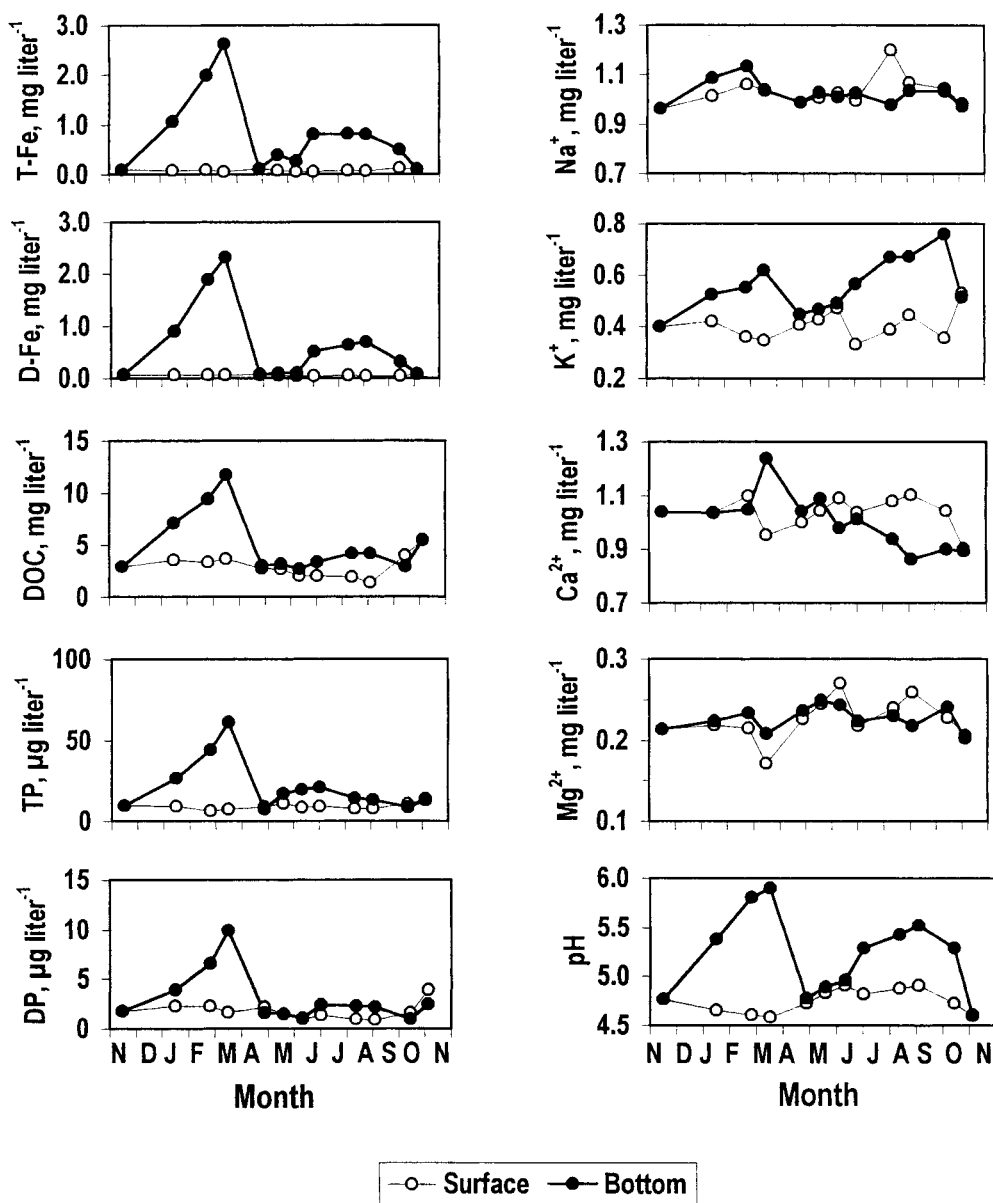 T-Fe, mg liter-1
3.0
2.0
1.0
0.0
D-Fe, mg liter-1
3.0
2.0
1.0
0.0
DOC, mg liter-1
15
10
5
0
TP, µg liter-1
100
50
0
DP, µg liter-1
15
10
5
0
N D J F M A M J J A S O N
Month
Na+, mg liter-1
1.3
1.1
0.9
0.7
K+, mg liter-1
0.8
0.6
0.4
0.2
Ca2+, mg liter-1
1.3
1.1
0.9
0.7
Mg2+, mg liter-1
0.3
0.2
0.1
pH
6.0
5.5
5.0
4.5
N D J F M A M J J A S O N
Month
Surface Bottom